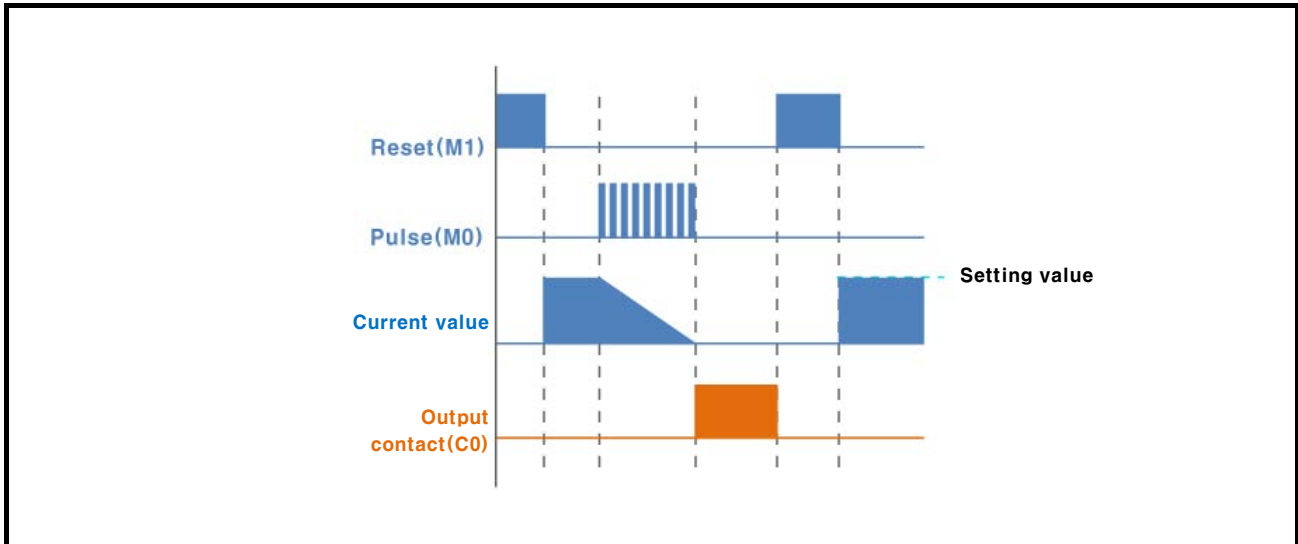 Reset(M1)
Pulse(M0)
Setting value
Current value
Output
contact(C0)